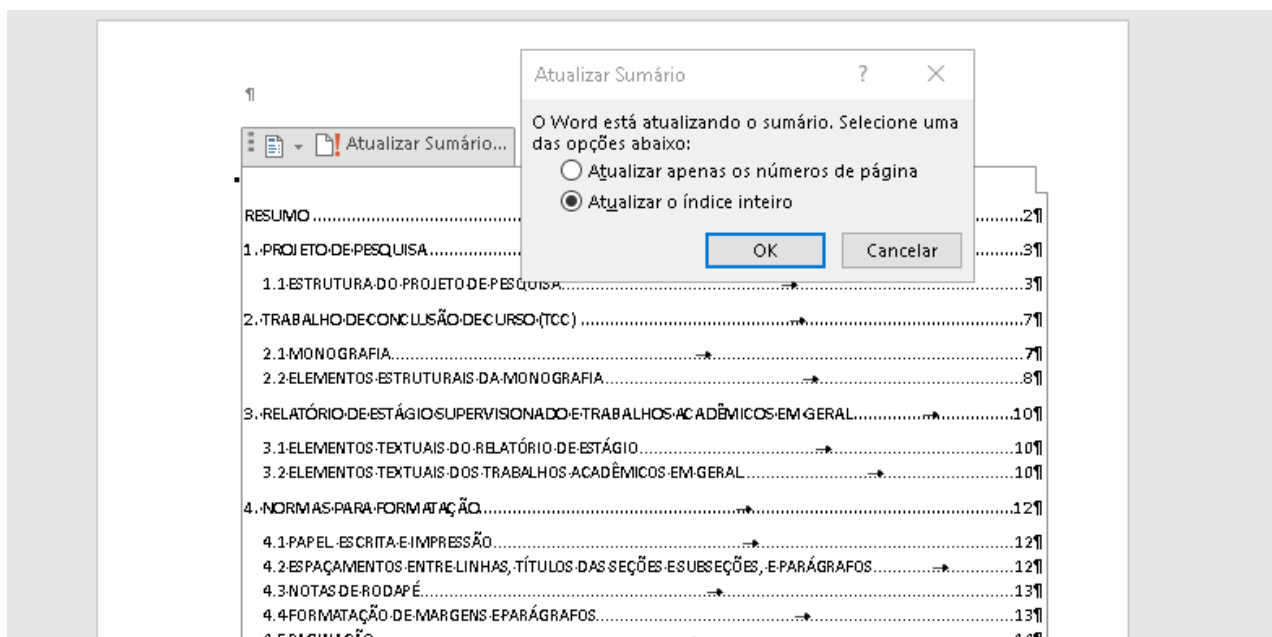 Atualizar Sumário
¶
O Word está atualizando o sumário. Selecione uma
das opções abaixo:
Atualizar Sumário...
Atualizar apenas os números de página
Atualizar o índice inteiro
OK Cancelar
RESUMO ..... 2¶
1.·PROJETO·DE·PESQUISA ..... 3¶
1.1·ESTRUTURA·DO·PROJETO·DE·PESQUISA ..... 3¶
2.·TRABALHO·DE·CONCLUSÃO·DE·CURSO·(TCC) ..... 7¶
2.1·MONOGRAFIA ..... 7¶
2.2·ELEMENTOS·ESTRUTURAIS·DA·MONOGRAFIA ..... 8¶
3.·RELATÓRIO·DE·ESTÁGIO·SUPERVISIONADO·E·TRABALHOS·ACADÊMICOS·EM·GERAL ..... 10¶
3.1·ELEMENTOS·TEXTUAIS·DO·RELATÓRIO·DE·ESTÁGIO ..... 10¶
3.2·ELEMENTOS·TEXTUAIS·DOS·TRABALHOS·ACADÊMICOS·EM·GERAL ..... 10¶
4.·NORMAS·PARA·FORMATAÇÃO ..... 12¶
4.1·PAPEL·ESCRITA·E·IMPRESSÃO ..... 12¶
4.2·ESPAÇAMENTOS·ENTRE·LINHAS,·TÍTULOS·DAS·SEÇÕES·E·SUBSEÇÕES,·E·PARÁGRAFOS ..... 12¶
4.3·NOTAS·DE·RODAPÉ ..... 13¶
4.4·FORMATAÇÃO·DE·MARGENS·E·PARÁGRAFOS ..... 13¶